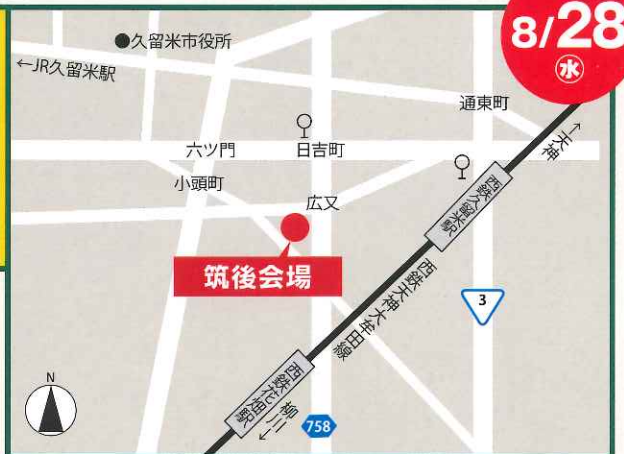 8/28
水
●久留米市役所
←JR久留米駅
通東町
↑天神
六ツ門
日吉町
小頭町
広又
西鉄久留米駅
筑後会場
西鉄天神大牟田線
3
西鉄花畑駅
柳川↓
758
N